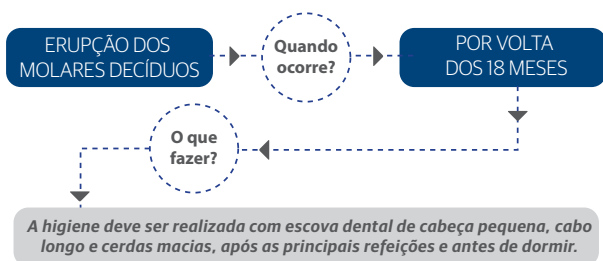 ERUPÇÃO DOS
MOLARES DECÍDUOS
Quando
ocorre?
POR VOLTA
DOS 18 MESES
O que
fazer?
A higiene deve ser realizada com escova dental de cabeça pequena, cabo
longo e cerdas macias, após as principais refeições e antes de dormir.